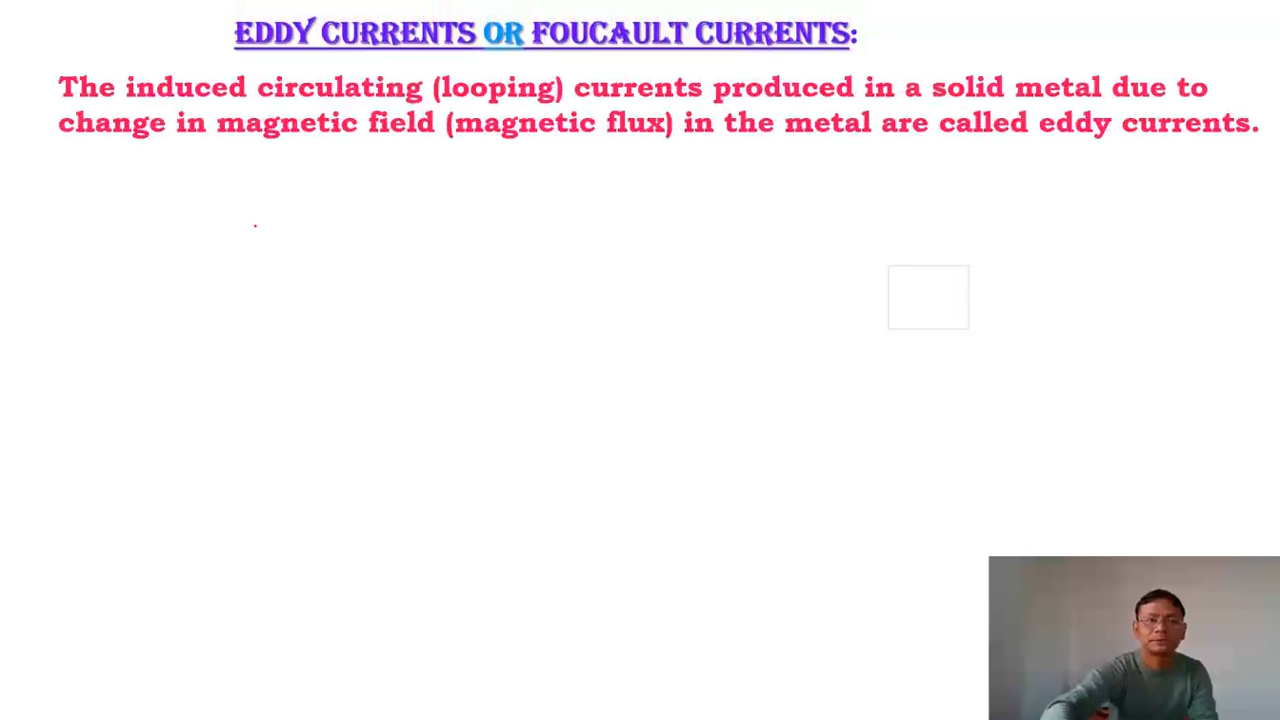 EDDY CURRENTS OR FOUCAULT CURRENTS:
The induced circulating (looping) currents produced in a solid metal due to
change in magnetic field (magnetic flux) in the metal are called eddy currents.